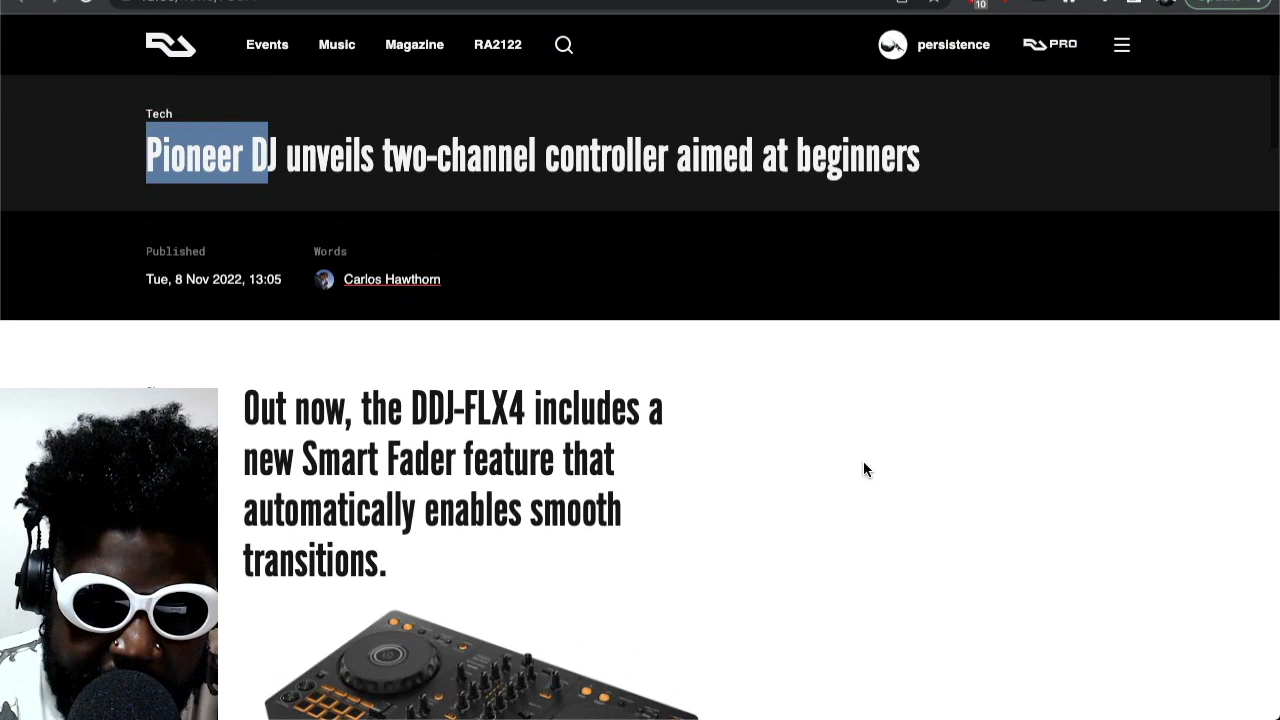 10
Events
Music
Magazine
RA2122
persistence
PRO
Tech
Pioneer DJ unveils two-channel controller aimed at beginners
Published
Words
Tue, 8 Nov 2022, 13:05
Carlos Hawthorn
Out now, the DDJ-FLX4 includes a
new Smart Fader feature that
automatically enables smooth
transitions.